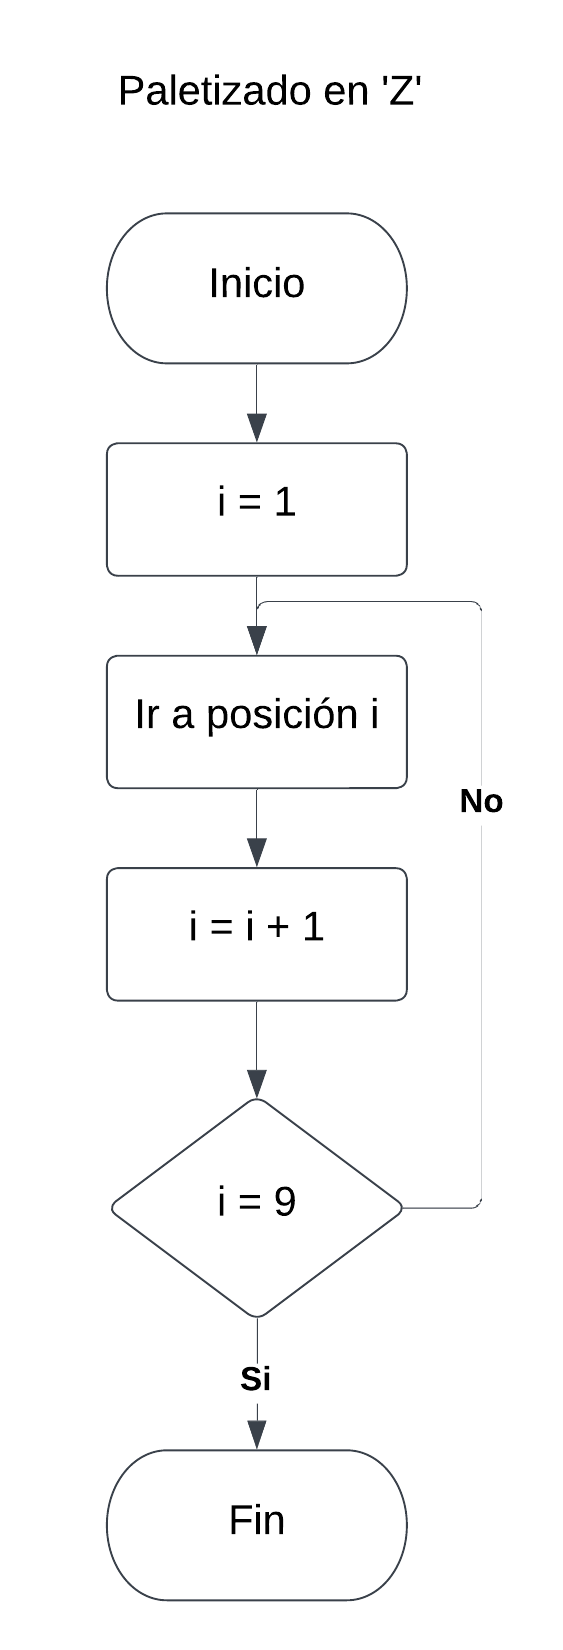 Paletizado en 'Z'
Inicio
i = 1
Ir a posición i
No
i = i + 1
i = 9
Si
Fin